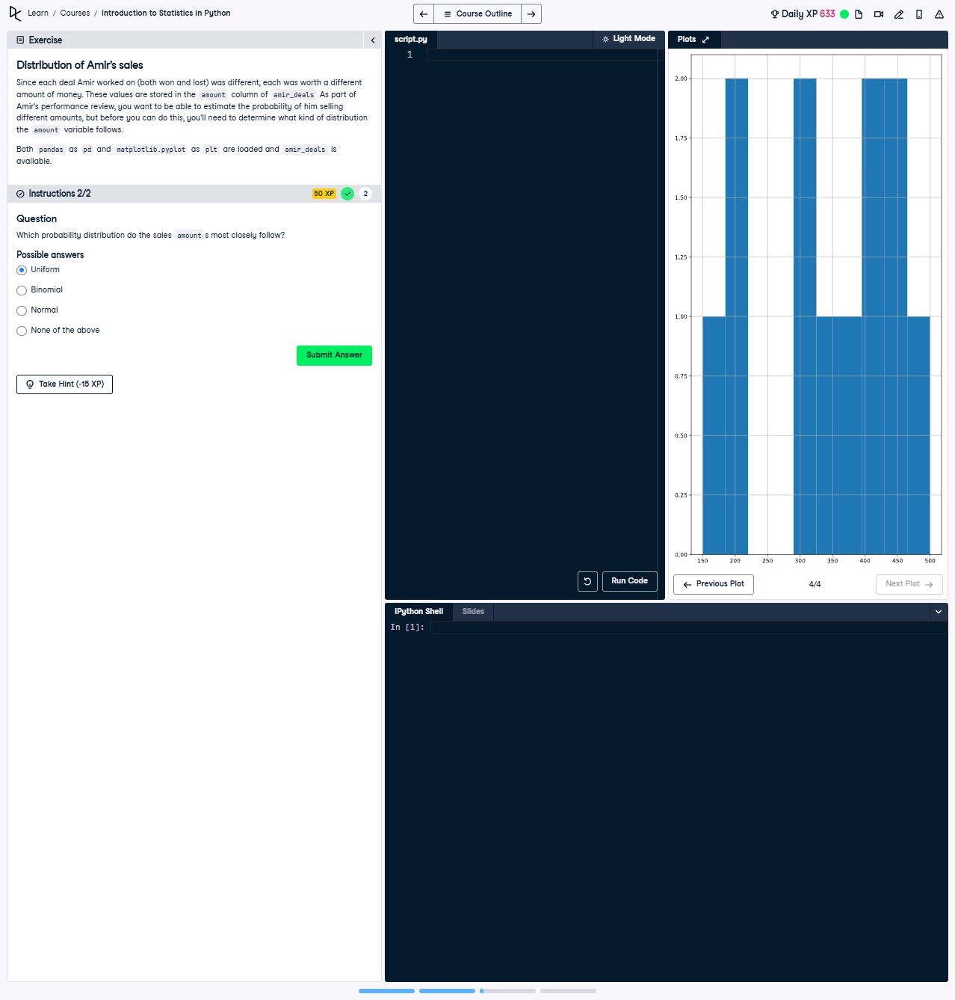 Learn / Courses / Introduction to Statistics in Python
Course Outline
Daily XP 633
Exercise
Distribution of Amir's sales
Since each deal Amir worked on (both won and lost) was different, each was worth a different
amount of money. These values are stored in the amount column of amir_deals As part of
Amir's performance review, you want to be able to estimate the probability of him selling
different amounts, but before you can do this, you'll need to determine what kind of distribution
the amount variable follows.
Both pandas as pd and matplotlib.pyplot as plt are loaded and amir_deals is
available.
Instructions 2/2
50 XP
2
Question
Which probability distribution do the sales amount s most closely follow?
Possible answers
Uniform
Binomial
Normal
None of the above
Submit Answer
Take Hint (-15 XP)
script.py
Light Mode
1
Run Code
Plots
2.00
1.75
1.50
1.25
1.00
0.75
0.50
0.25
0.00
150 200 250 300 350 400 450 500
Previous Plot
4/4
Next Plot
IPython Shell
Slides
In [1]: